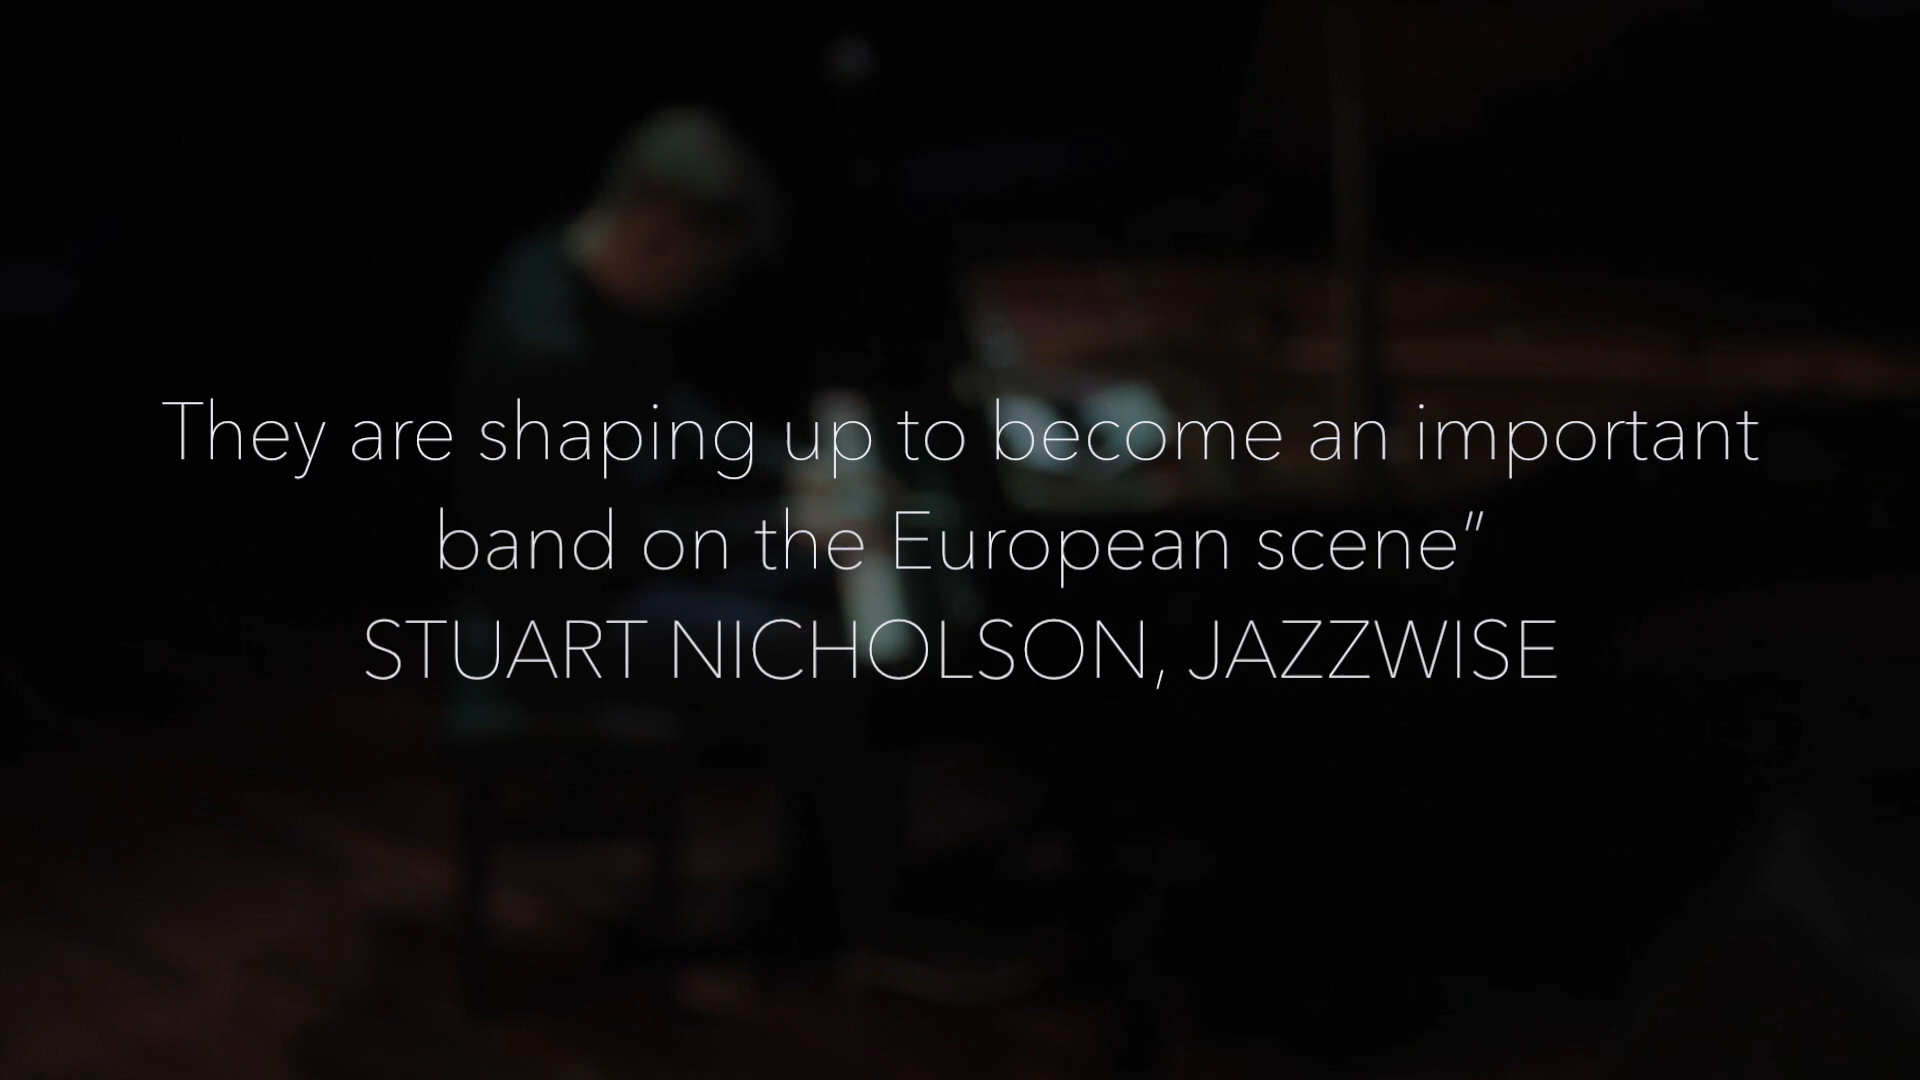 They are shaping up to become an important
band on the European scene”
STUART NICHOLSON, JAZZWISE